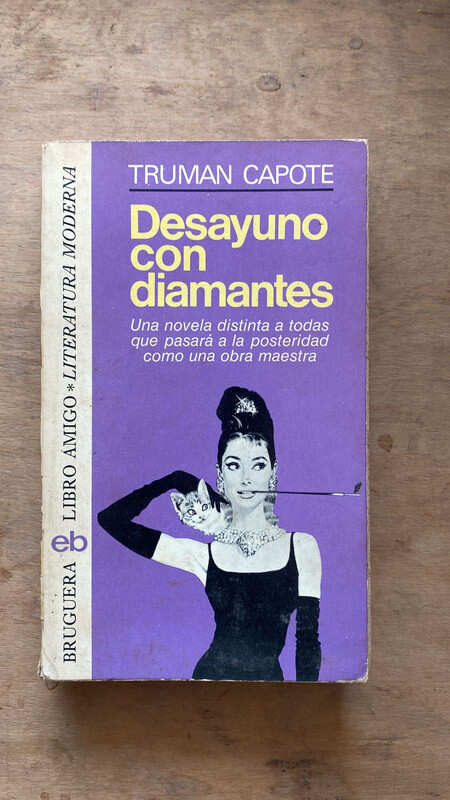 TRUMAN CAPOTE
Desayuno
con
diamantes
Una novela distinta a todas
que pasará a la posteridad
como una obra maestra
BRUGUERA eb LIBRO AMIGO * LITERATURA MODERNA